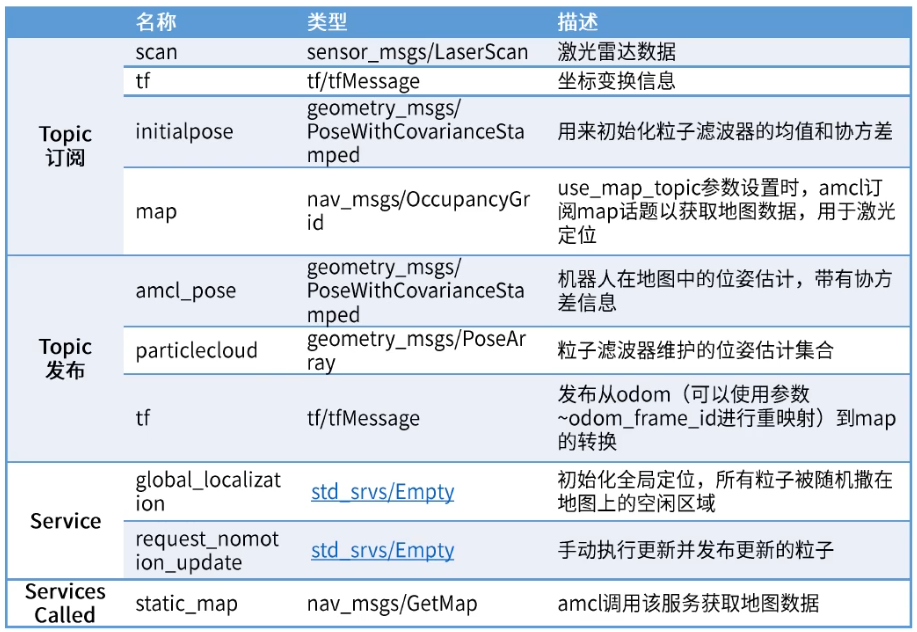 名称 类型 描述
Topic
订阅
scan sensor_msgs/LaserScan 激光雷达数据
tf tf/tfMessage 坐标变换信息
initialpose
geometry_msgs/
PoseWithCovarianceSta
mped
用来初始化粒子滤波器的均值和协方差
map
nav_msgs/OccupancyGr
id
use_map_topic参数设置时，amcl订
阅map话题以获取地图数据，用于激光
定位
Topic
发布
amcl_pose
geometry_msgs/
PoseWithCovarianceSta
mped
机器人在地图中的位姿估计，带有协方
差信息
particlecloud
geometry_msgs/PoseAr
ray
粒子滤波器维护的位姿估计集合
tf
tf/tfMessage
发布从odom（可以使用参数
~odom_frame_id进行重映射）到map
的转换
Service
global_localizat
ion
std_srvs/Empty
初始化全局定位，所有粒子被随机撒在
地图上的空闲区域
request_nomot
ion_update
std_srvs/Empty
手动执行更新并发布更新的粒子
Services
Called
static_map nav_msgs/GetMap amcl调用该服务获取地图数据